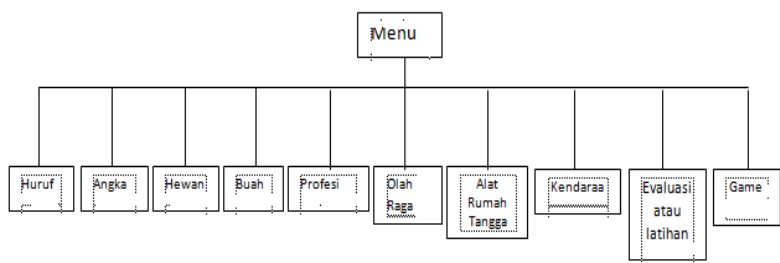 Menu
Huruf
Angka
Hewan
Buah
Profesi
Olah
Raga
Alat
Rumah
Tangga
Kendaraa
Evaluasi
atau
latihan
Game